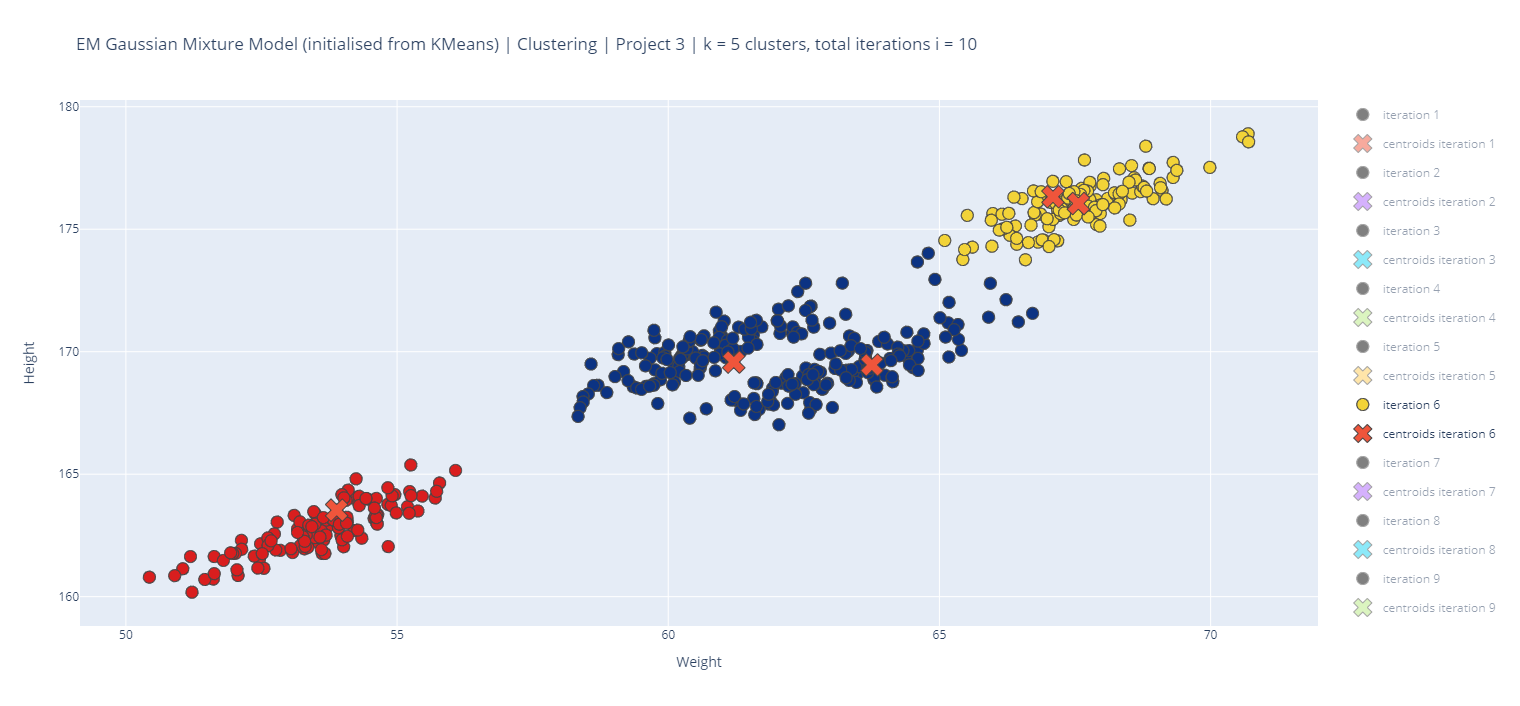 EM Gaussian Mixture Model (initialised from KMeans) | Clustering | Project 3 | k = 5 clusters, total iterations i = 10
180
175
170
165
160
Height
50
55
60
65
70
Weight
iteration 1
centroids iteration 1
iteration 2
centroids iteration 2
iteration 3
centroids iteration 3
iteration 4
centroids iteration 4
iteration 5
centroids iteration 5
iteration 6
centroids iteration 6
iteration 7
centroids iteration 7
iteration 8
centroids iteration 8
iteration 9
centroids iteration 9